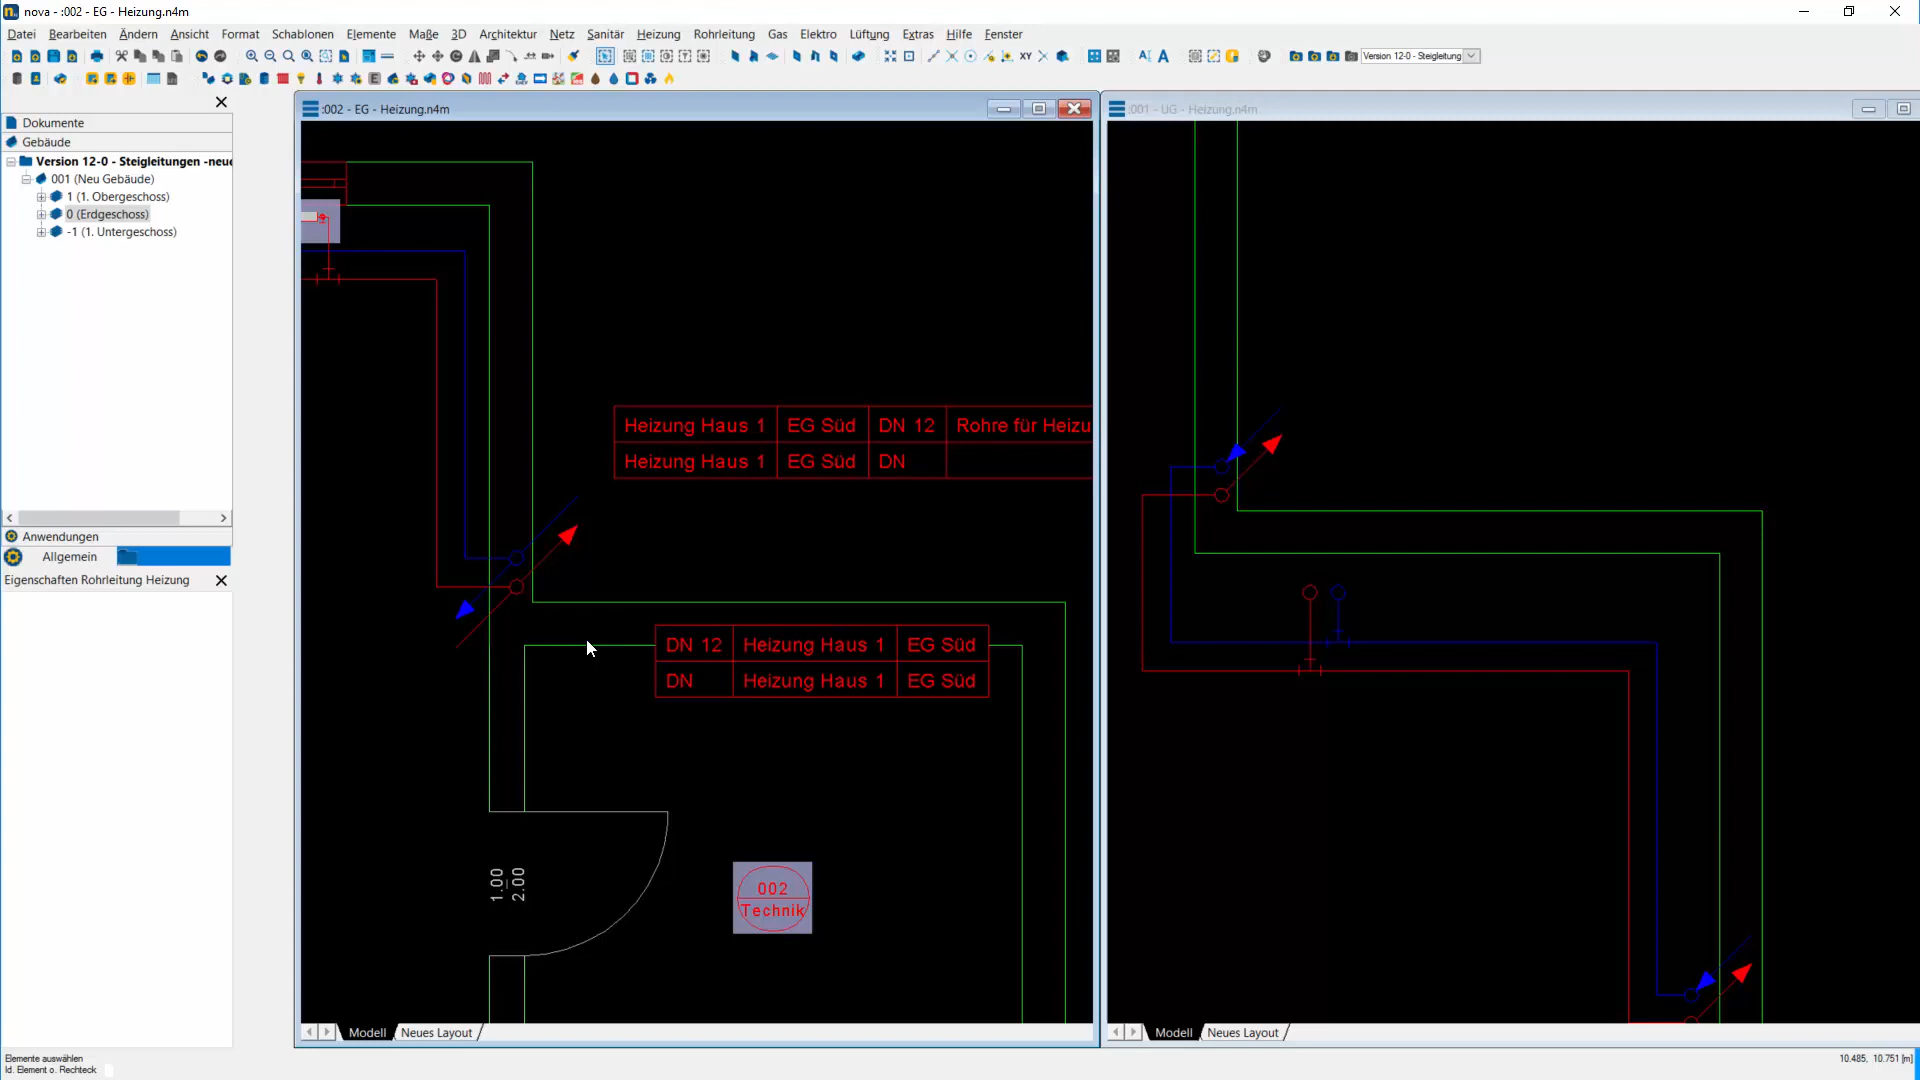 nova - :002 - EG - Heizung.n4m
Datei Bearbeiten Ändern Ansicht Format Schablonen Elemente Maße 3D Architektur Netz Sanitär Heizung Rohrleitung Gas Elektro Lüftung Extras Hilfe Fenster
XY
Version 12-0 - Steigleitung
Dokumente
Gebäude
Version 12-0 - Steigleitungen -neue
001 (Neu Gebäude)
1 (1. Obergeschoss)
0 (Erdgeschoss)
-1 (1. Untergeschoss)
Anwendungen
Allgemein
Eigenschaften Rohrleitung Heizung
:002 - EG - Heizung.n4m
Heizung Haus 1 EG Süd DN 12 Rohre für Heizu
Heizung Haus 1 EG Süd DN
DN 12 Heizung Haus 1 EG Süd
DN Heizung Haus 1 EG Süd
1.00
2.00
002
Technik
Modell Neues Layout
:001 - UG - Heizung.n4m
Modell Neues Layout
Elemente auswählen
Id. Element o. Rechteck
10.485, 10.751 [m]